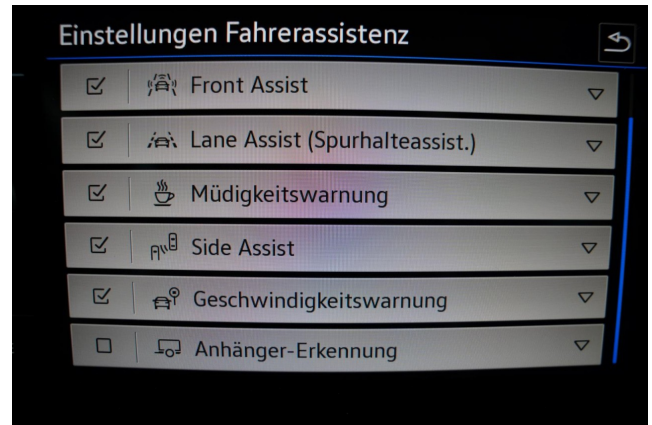 Einstellungen Fahrerassistenz
Front Assist
Lane Assist (Spurhalteassist.)
Müdigkeitswarnung
Side Assist
Geschwindigkeitswarnung
Anhänger-Erkennung